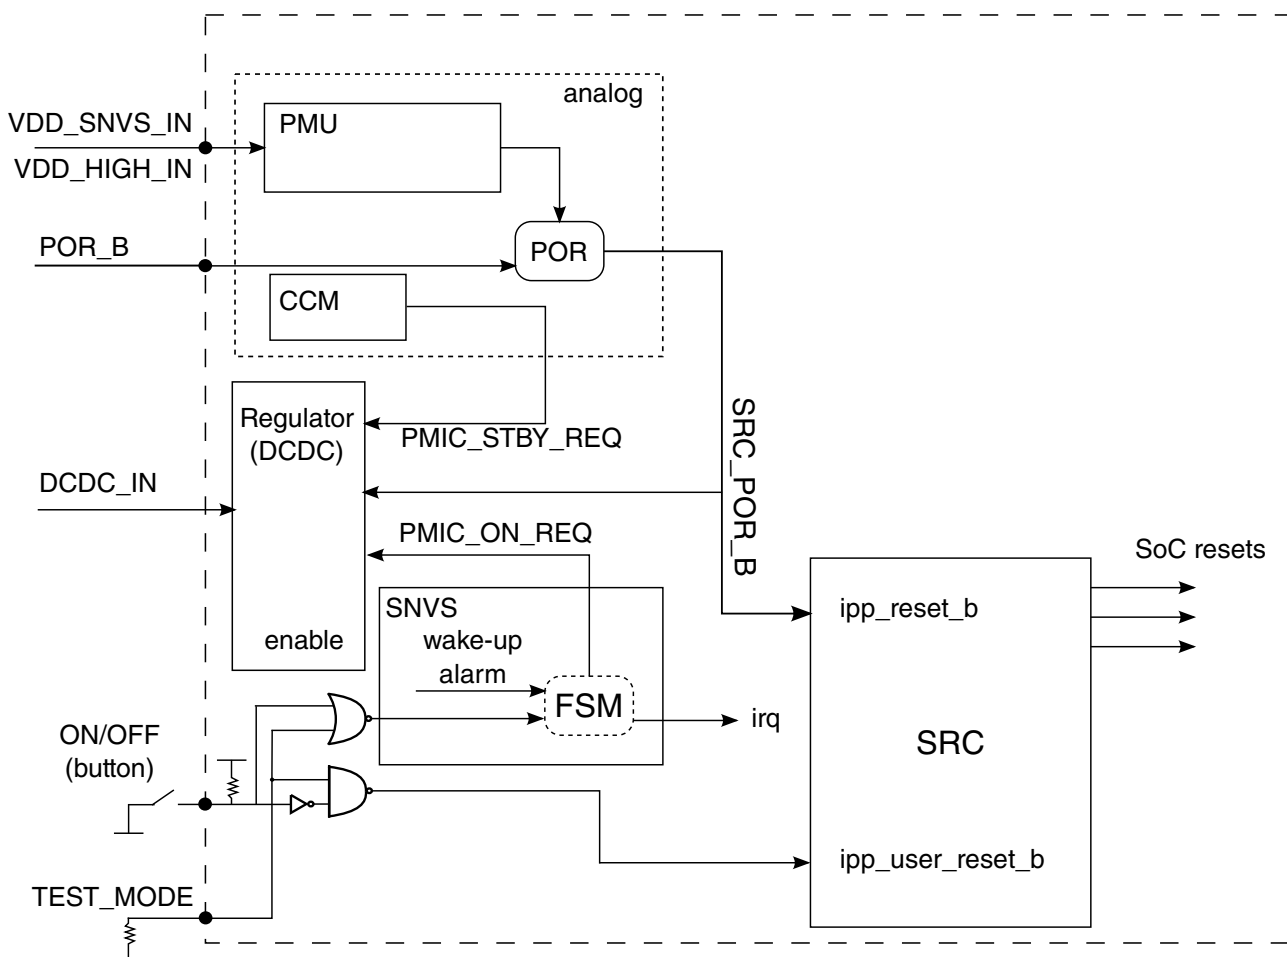 analog
VDD_SNVS_IN
PMU
VDD_HIGH_IN
POR_B
POR
CCM
Regulator
(DCDC)
PMIC_STBY_REQ
SRC_POR_B
DCDC_IN
PMIC_ON_REQ
SoC resets
SNVS
ipp_reset_b
wake-up
alarm
enable
FSM
irq
ON/OFF
(button)
SRC
ipp_user_reset_b
TEST_MODE